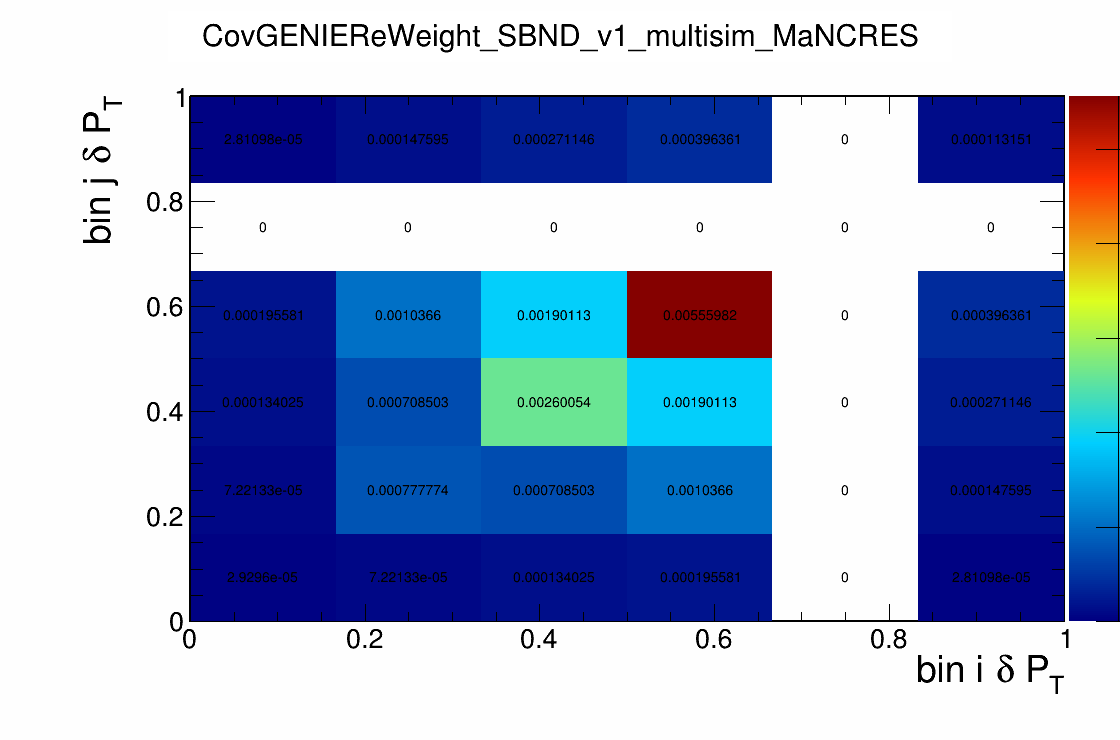 CovGENIEReWeight_SBND_v1_multisim_MaNCRES
bin j δ P_T
1
2.81098e-05 0.000147595 0.000271146 0.000396361 0 0.000113151
0.8
0 0 0 0 0 0
0.6
0.000195581 0.0010366 0.00190113 0.00555982 0 0.000396361
0.4
0.000134025 0.000708503 0.00260054 0.00190113 0 0.000271146
7.22133e-05 0.000777774 0.000708503 0.0010366 0 0.000147595
0.2
2.9296e-05 7.22133e-05 0.000134025 0.000195581 0 2.81098e-05
0
0 0.2 0.4 0.6 0.8 1
bin i δ P_T